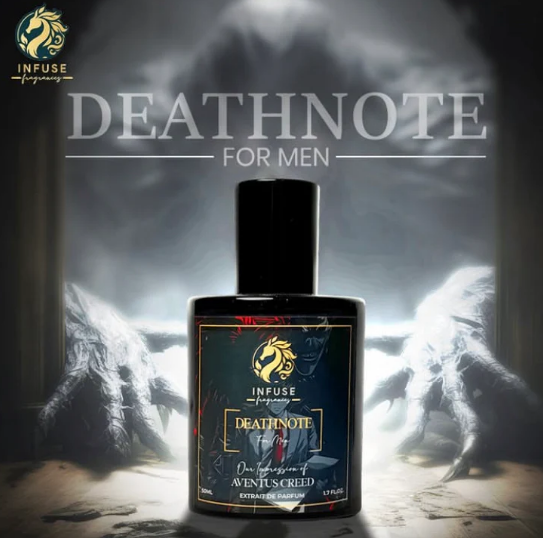 INFUSE
fragrances
DEATHNOTE
FOR MEN
INFUSE
fragrances
DEATHNOTE
For Men
Our Impression of
AVENTUS CREED
50ML
EXTRAIT DE PARFUM
1.7 FL.OZ.